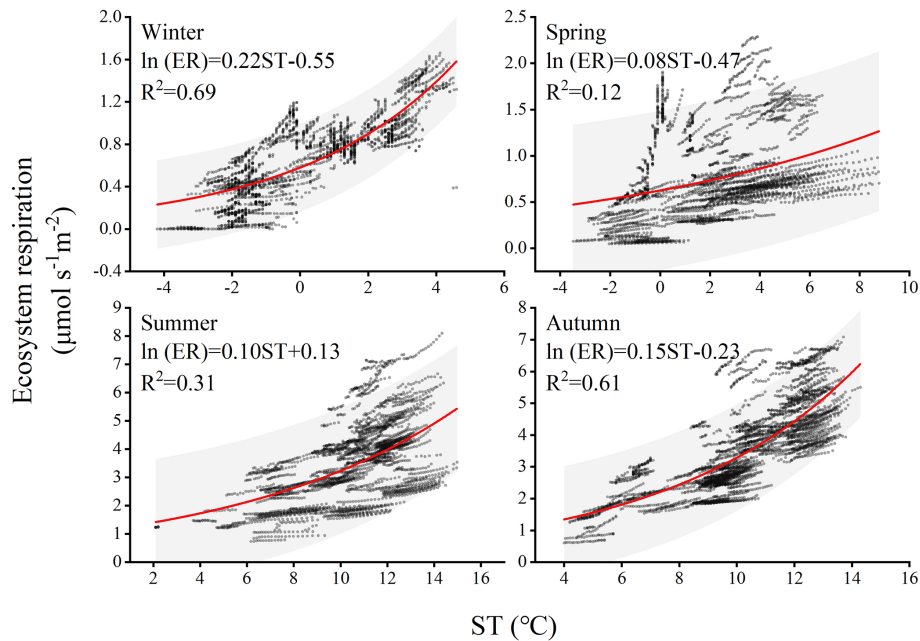 Ecosystem respiration
(μmol s⁻¹m⁻²)
Winter
ln (ER)=0.22ST−0.55
R²=0.69
2.0
1.6
1.2
0.8
0.4
0.0
-0.4
-4 -2 0 2 4 6
Spring
ln (ER)=0.08ST−0.47
R²=0.12
2.5
2.0
1.5
1.0
0.5
0.0
-4 -2 0 2 4 6 8 10
Summer
ln (ER)=0.10ST+0.13
R²=0.31
9
8
7
6
5
4
3
2
1
0
2 4 6 8 10 12 14 16
Autumn
ln (ER)=0.15ST−0.23
R²=0.61
8
7
6
5
4
3
2
1
0
4 6 8 10 12 14 16
ST (℃)